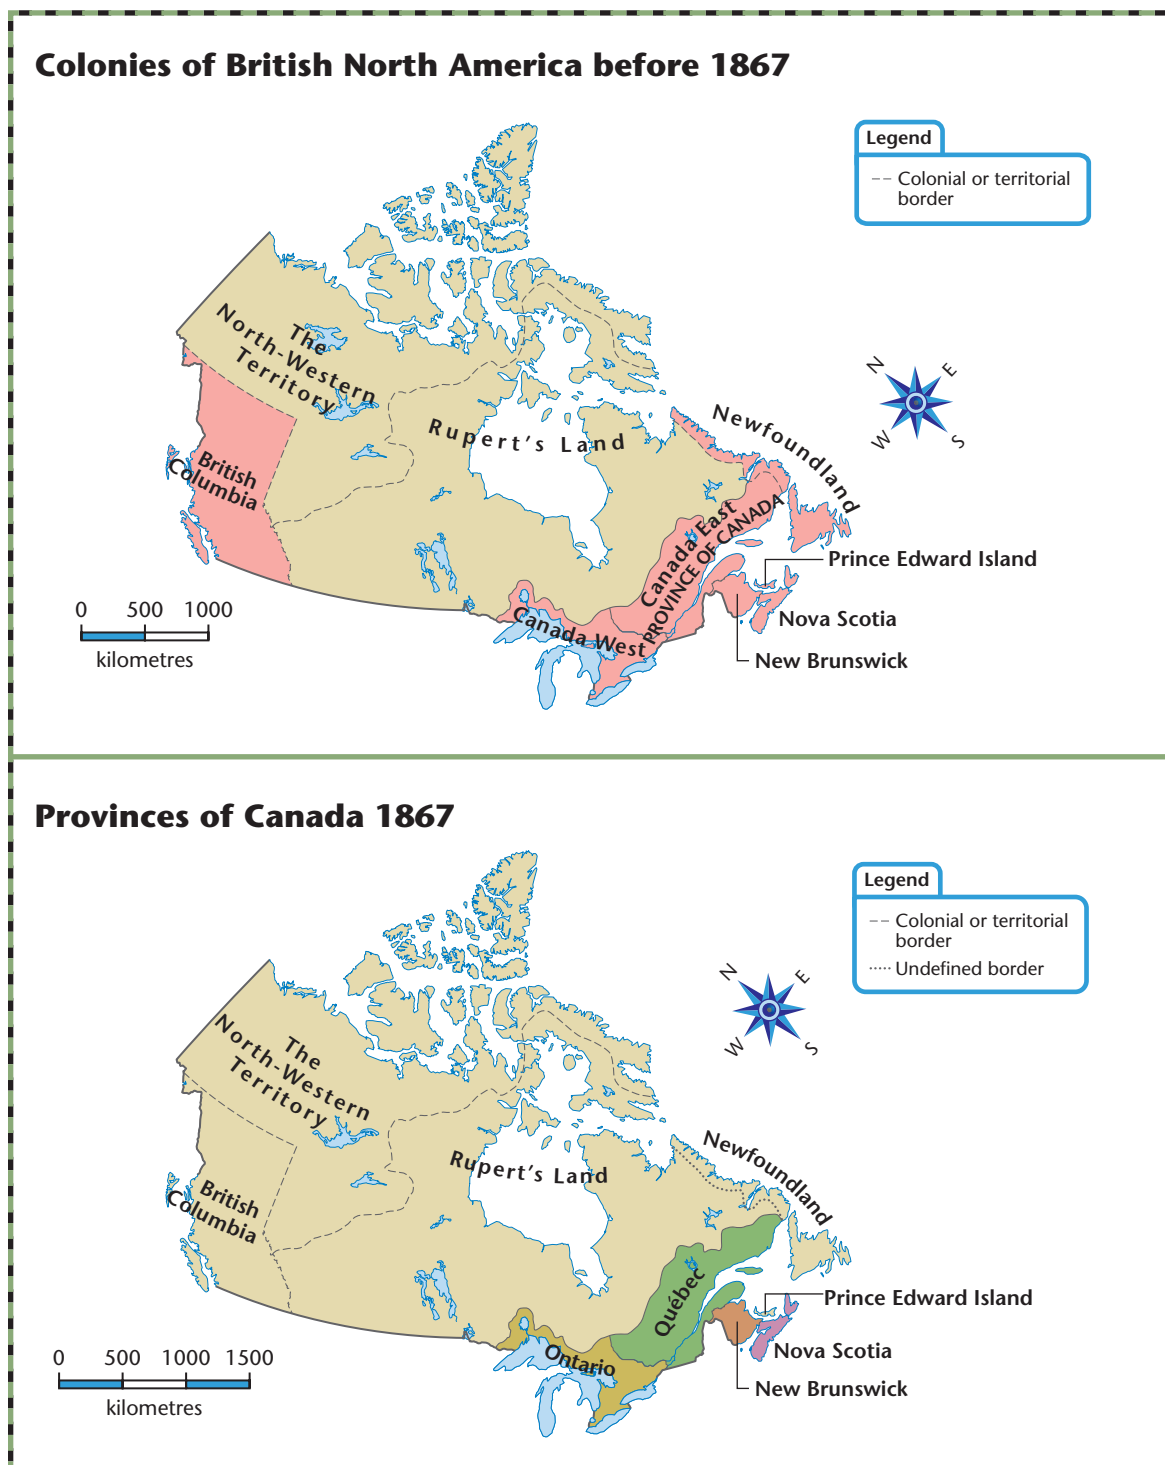 Colonies of British North America before 1867
Legend
Colonial or territorial
border
The
North-Western
Territory
Rupert's Land
Newfoundland
British
Columbia
Canada East
PROVINCE OF CANADA
Canada West
Prince Edward Island
Nova Scotia
New Brunswick
N
E
W
S
0 500 1000
kilometres
Provinces of Canada 1867
Legend
Colonial or territorial
border
Undefined border
N
E
W
S
The
North-Western
Territory
Rupert's Land
Newfoundland
British
Columbia
Québec
Ontario
Prince Edward Island
Nova Scotia
New Brunswick
0 500 1000 1500
kilometres